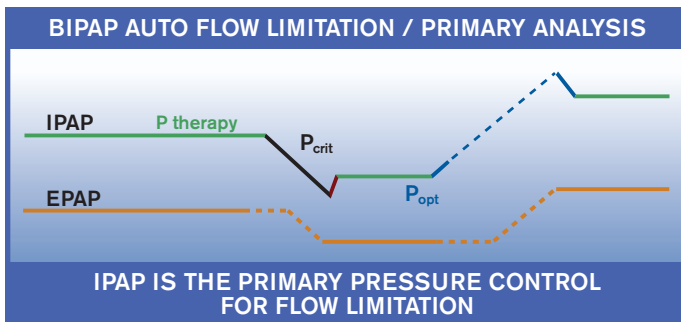 BIPAP AUTO FLOW LIMITATION / PRIMARY ANALYSIS
IPAP
P therapy
Pcrit
EPAP
Popt
IPAP IS THE PRIMARY PRESSURE CONTROL
FOR FLOW LIMITATION